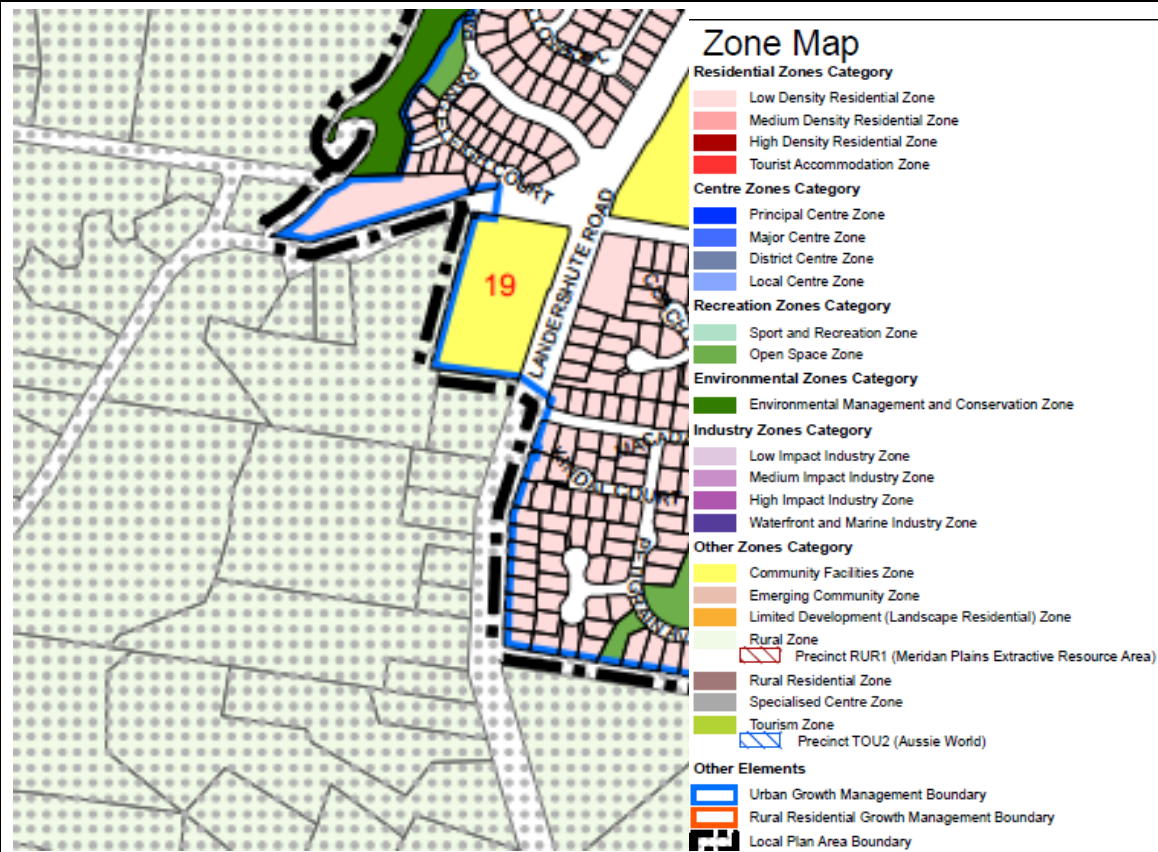 RANGELEIGH COURT
19
LANDERSHUTE ROAD
KINDAL COURT
Zone Map
Residential Zones Category
Low Density Residential Zone
Medium Density Residential Zone
High Density Residential Zone
Tourist Accommodation Zone
Centre Zones Category
Principal Centre Zone
Major Centre Zone
District Centre Zone
Local Centre Zone
Recreation Zones Category
Sport and Recreation Zone
Open Space Zone
Environmental Zones Category
Environmental Management and Conservation Zone
Industry Zones Category
Low Impact Industry Zone
Medium Impact Industry Zone
High Impact Industry Zone
Waterfront and Marine Industry Zone
Other Zones Category
Community Facilities Zone
Emerging Community Zone
Limited Development (Landscape Residential) Zone
Rural Zone
Precinct RUR1 (Meridan Plains Extractive Resource Area)
Rural Residential Zone
Specialised Centre Zone
Tourism Zone
Precinct TOU2 (Aussie World)
Other Elements
Urban Growth Management Boundary
Rural Residential Growth Management Boundary
Local Plan Area Boundary